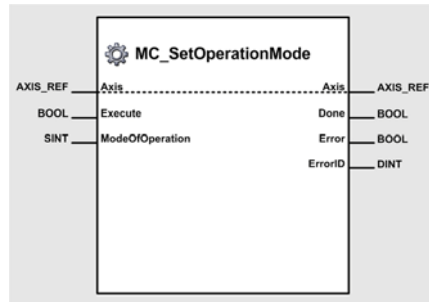 MC_SetOperationMode
AXIS_REF Axis Axis AXIS_REF
BOOL Execute Done BOOL
SINT ModeOfOperation Error BOOL
ErrorID DINT